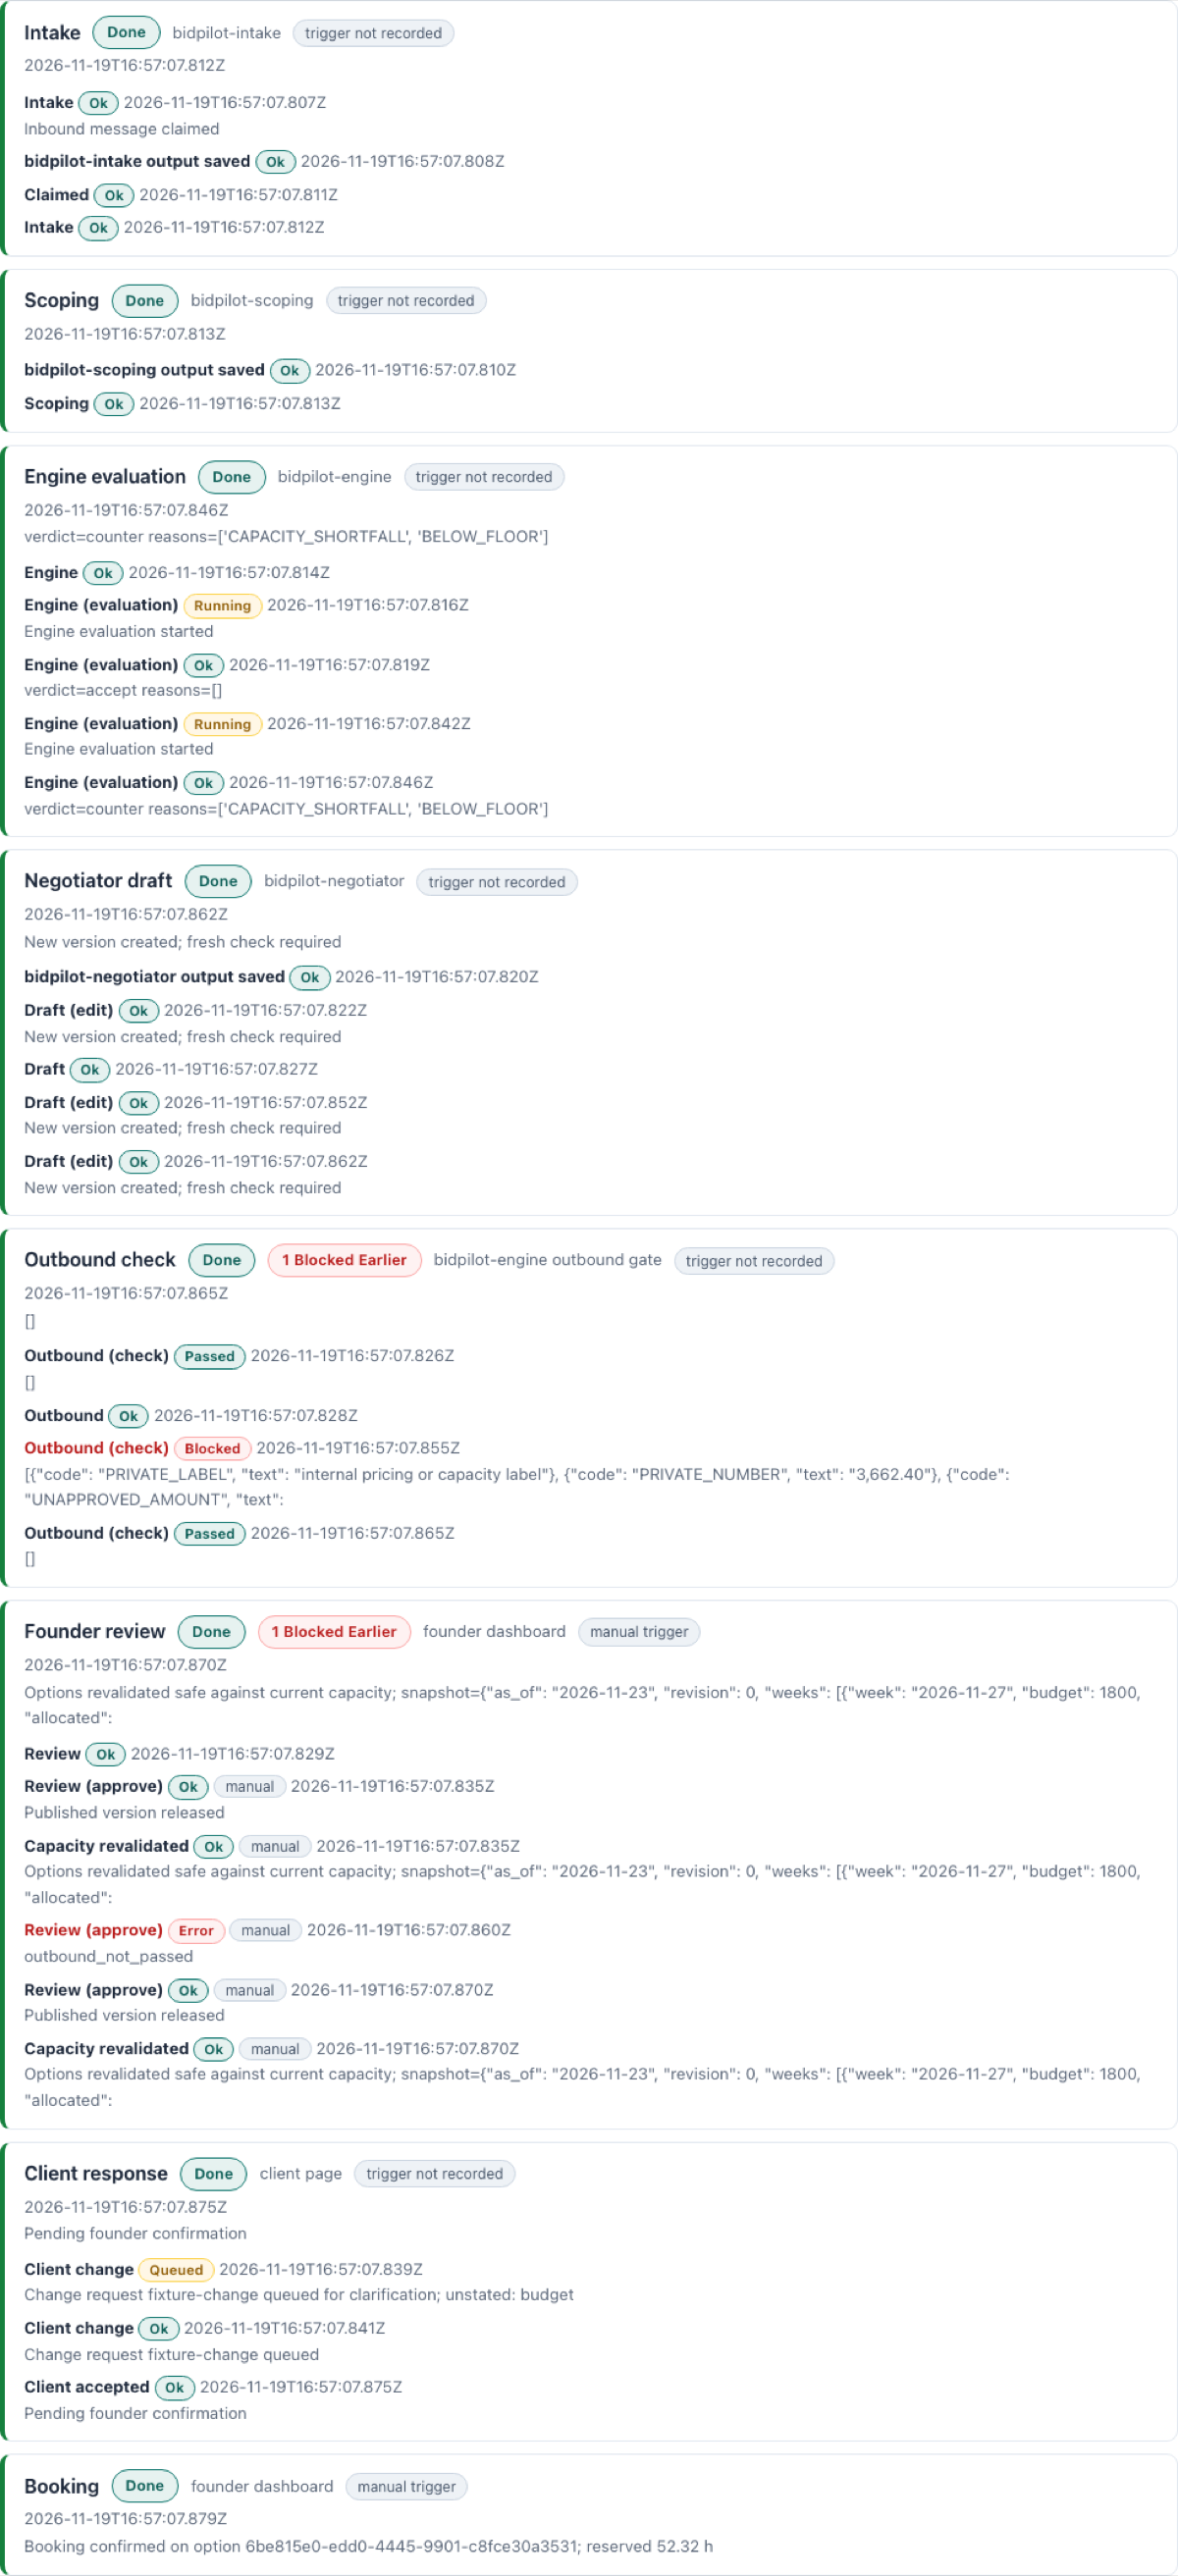 Intake Done bidpilot-intake trigger not recorded
2026-11-19T16:57:07.812Z
Intake Ok 2026-11-19T16:57:07.807Z
Inbound message claimed
bidpilot-intake output saved Ok 2026-11-19T16:57:07.808Z
Claimed Ok 2026-11-19T16:57:07.811Z
Intake Ok 2026-11-19T16:57:07.812Z
Scoping Done bidpilot-scoping trigger not recorded
2026-11-19T16:57:07.813Z
bidpilot-scoping output saved Ok 2026-11-19T16:57:07.810Z
Scoping Ok 2026-11-19T16:57:07.813Z
Engine evaluation Done bidpilot-engine trigger not recorded
2026-11-19T16:57:07.846Z
verdict=counter reasons=['CAPACITY_SHORTFALL', 'BELOW_FLOOR']
Engine Ok 2026-11-19T16:57:07.814Z
Engine (evaluation) Running 2026-11-19T16:57:07.816Z
Engine evaluation started
Engine (evaluation) Ok 2026-11-19T16:57:07.819Z
verdict=accept reasons=[]
Engine (evaluation) Running 2026-11-19T16:57:07.842Z
Engine evaluation started
Engine (evaluation) Ok 2026-11-19T16:57:07.846Z
verdict=counter reasons=['CAPACITY_SHORTFALL', 'BELOW_FLOOR']
Negotiator draft Done bidpilot-negotiator trigger not recorded
2026-11-19T16:57:07.862Z
New version created; fresh check required
bidpilot-negotiator output saved Ok 2026-11-19T16:57:07.820Z
Draft (edit) Ok 2026-11-19T16:57:07.822Z
New version created; fresh check required
Draft Ok 2026-11-19T16:57:07.827Z
Draft (edit) Ok 2026-11-19T16:57:07.852Z
New version created; fresh check required
Draft (edit) Ok 2026-11-19T16:57:07.862Z
New version created; fresh check required
Outbound check Done 1 Blocked Earlier bidpilot-engine outbound gate trigger not recorded
2026-11-19T16:57:07.865Z
[]
Outbound (check) Passed 2026-11-19T16:57:07.826Z
[]
Outbound Ok 2026-11-19T16:57:07.828Z
Outbound (check) Blocked 2026-11-19T16:57:07.855Z
[{"code": "PRIVATE_LABEL", "text": "internal pricing or capacity label"}, {"code": "PRIVATE_NUMBER", "text": "3,662.40"}, {"code":
"UNAPPROVED_AMOUNT", "text":
Outbound (check) Passed 2026-11-19T16:57:07.865Z
[]
Founder review Done 1 Blocked Earlier founder dashboard manual trigger
2026-11-19T16:57:07.870Z
Options revalidated safe against current capacity; snapshot={"as_of": "2026-11-23", "revision": 0, "weeks": [{"week": "2026-11-27", "budget": 1800,
"allocated":
Review Ok 2026-11-19T16:57:07.829Z
Review (approve) Ok manual 2026-11-19T16:57:07.835Z
Published version released
Capacity revalidated Ok manual 2026-11-19T16:57:07.835Z
Options revalidated safe against current capacity; snapshot={"as_of": "2026-11-23", "revision": 0, "weeks": [{"week": "2026-11-27", "budget": 1800,
"allocated":
Review (approve) Error manual 2026-11-19T16:57:07.860Z
outbound_not_passed
Review (approve) Ok manual 2026-11-19T16:57:07.870Z
Published version released
Capacity revalidated Ok manual 2026-11-19T16:57:07.870Z
Options revalidated safe against current capacity; snapshot={"as_of": "2026-11-23", "revision": 0, "weeks": [{"week": "2026-11-27", "budget": 1800,
"allocated":
Client response Done client page trigger not recorded
2026-11-19T16:57:07.875Z
Pending founder confirmation
Client change Queued 2026-11-19T16:57:07.839Z
Change request fixture-change queued for clarification; unstated: budget
Client change Ok 2026-11-19T16:57:07.841Z
Change request fixture-change queued
Client accepted Ok 2026-11-19T16:57:07.875Z
Pending founder confirmation
Booking Done founder dashboard manual trigger
2026-11-19T16:57:07.879Z
Booking confirmed on option 6be815e0-edd0-4445-9901-c8fce30a3531; reserved 52.32 h